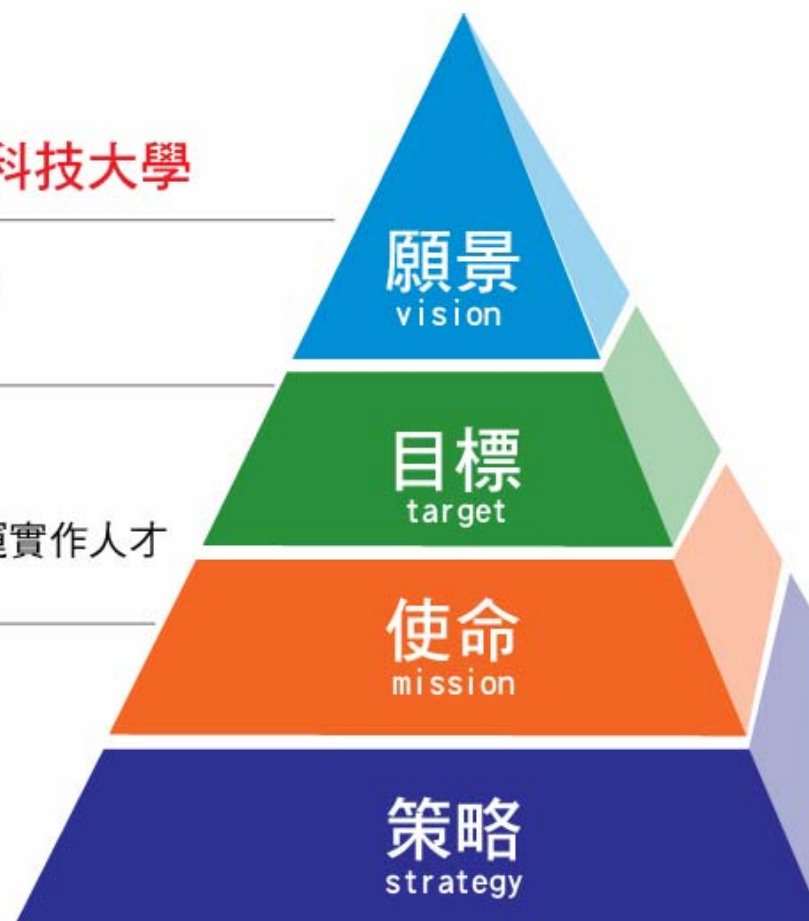 科技大學
願景
vision
目標
target
實作人才
使命
mission
策略
strategy